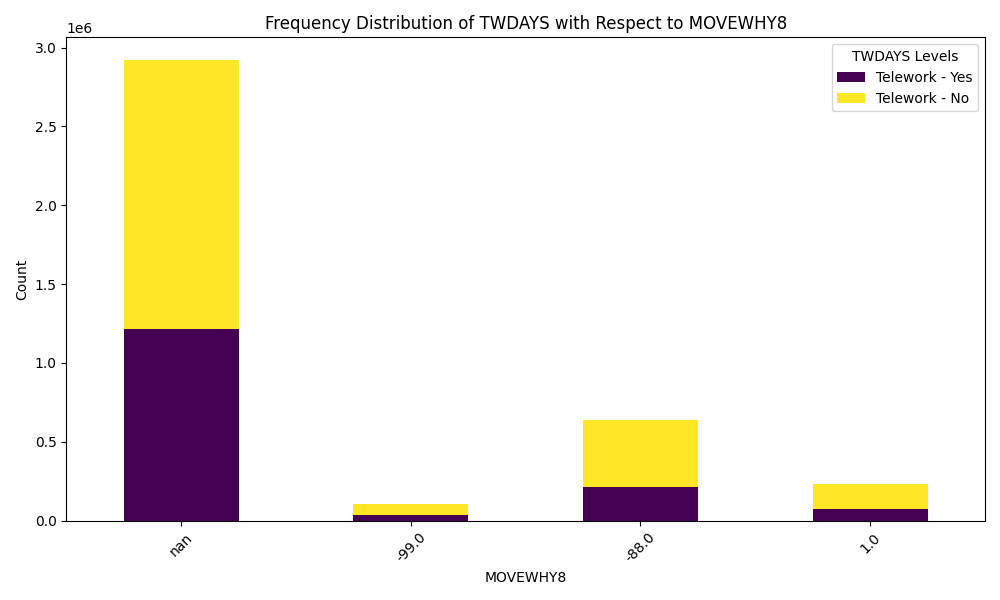 Frequency Distribution of TWDAYS with Respect to MOVEWHY8
1e6
3.0
2.5
2.0
1.5
1.0
0.5
0.0
Count
TWDAYS Levels
Telework - Yes
Telework - No
nan
-99.0
-88.0
1.0
MOVEWHY8